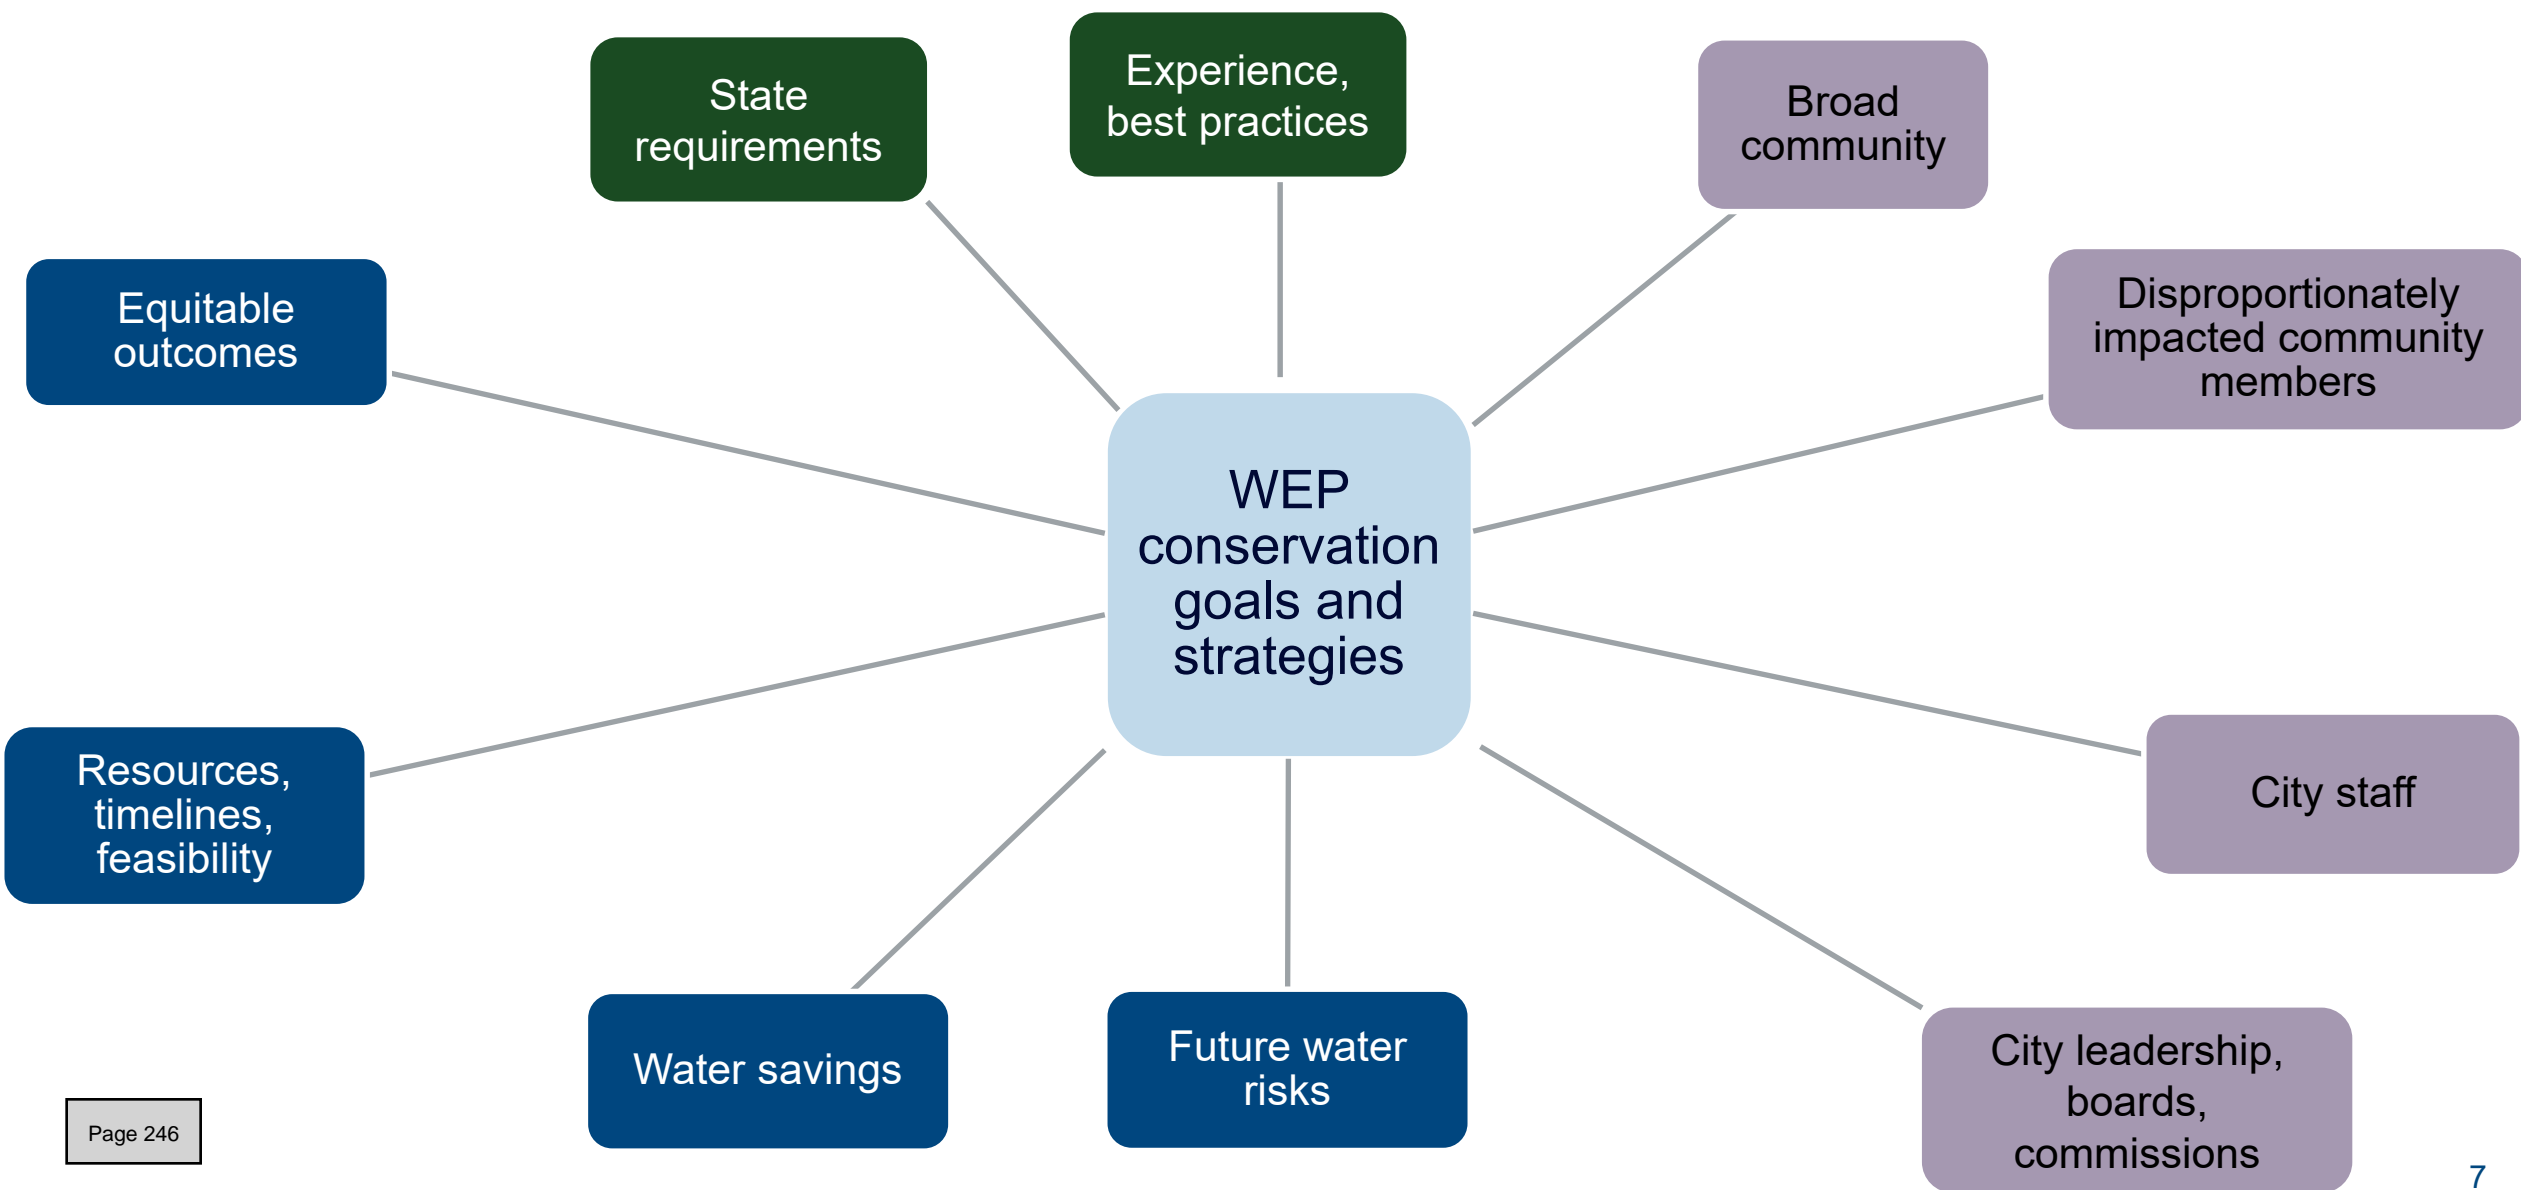 State
requirements
Experience,
best practices
Broad
community
Equitable
outcomes
Disproportionately
impacted community
members
WEP
conservation
goals and
strategies
Resources,
timelines,
feasibility
City staff
Water savings
Future water
risks
City leadership,
boards,
commissions
Page 246
7